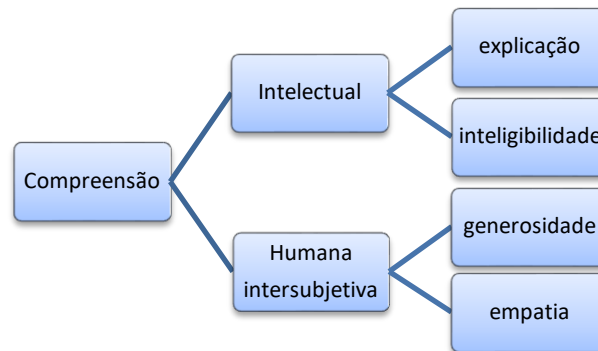 Compreensão
Intelectual
explicação
inteligibilidade
Humana
intersubjetiva
generosidade
empatia